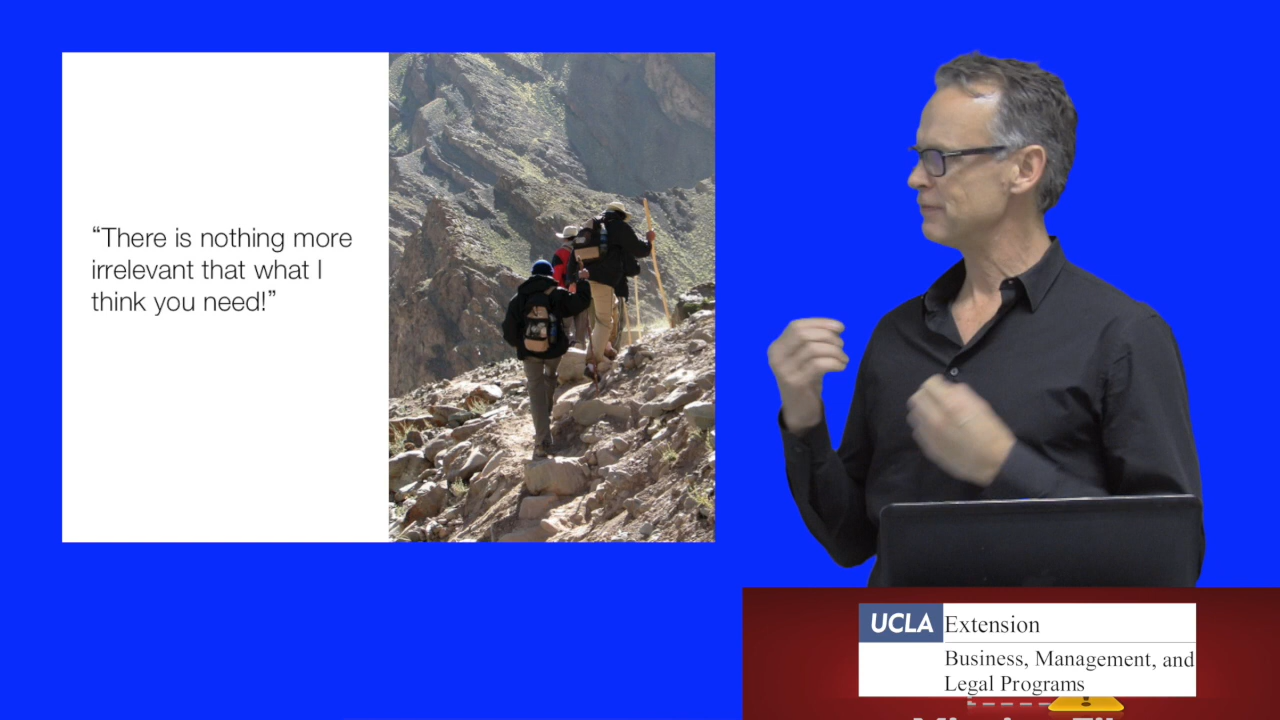 “There is nothing more
irrelevant that what I
think you need!”
UCLA Extension
Business, Management, and
Legal Programs